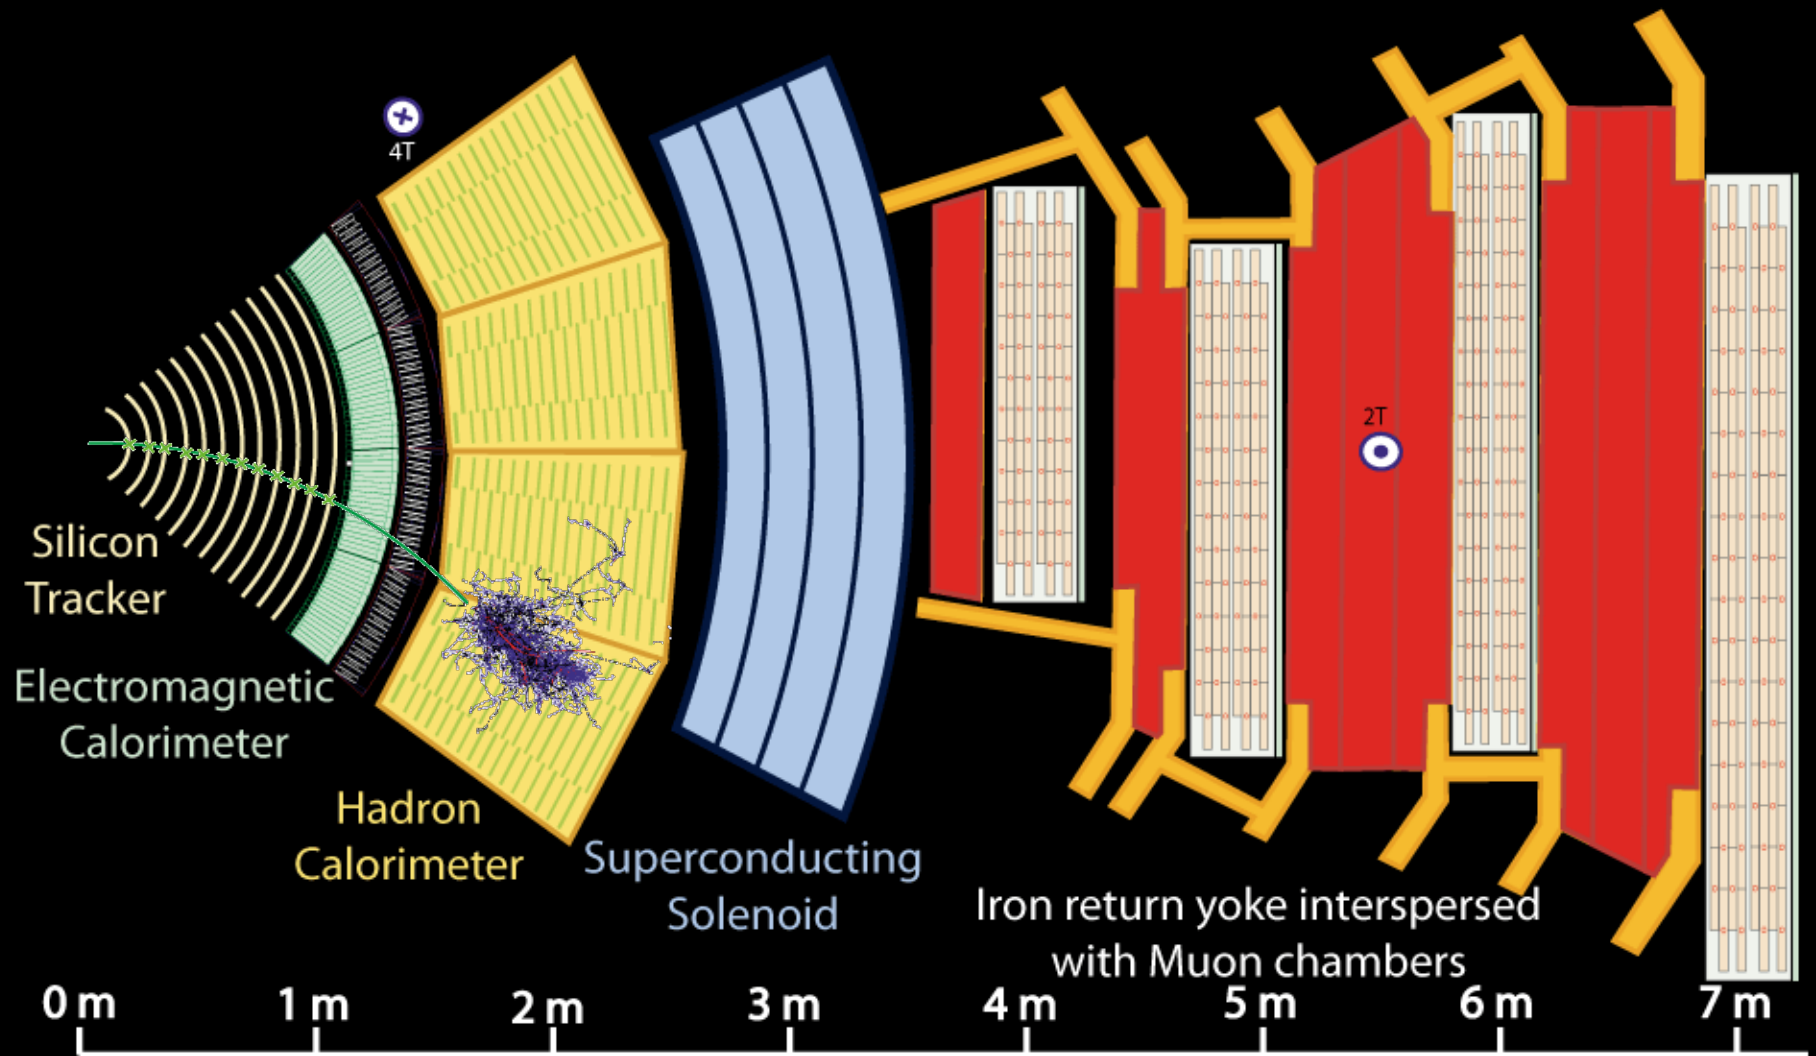 4T
2T
Silicon
Tracker
Electromagnetic
Calorimeter
Hadron
Calorimeter
Superconducting
Solenoid
Iron return yoke interspersed
with Muon chambers
0 m 1 m 2 m 3 m 4 m 5 m 6 m 7 m